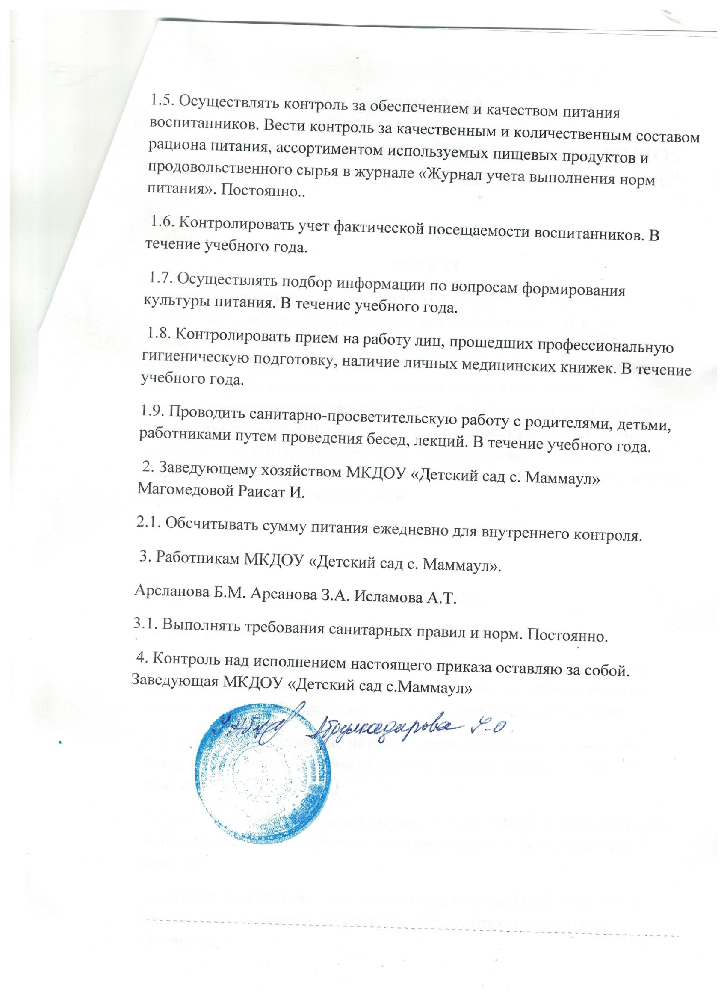 1.5. Осуществлять контроль за обеспечением и качеством питания
воспитанников. Вести контроль за качественным и количественным составом
рациона питания, ассортиментом используемых пищевых продуктов и
продовольственного сырья в журнале «Журнал учета выполнения норм
питания». Постоянно..
1.6. Контролировать учет фактической посещаемости воспитанников. В
течение учебного года.
1.7. Осуществлять подбор информации по вопросам формирования
культуры питания. В течение учебного года.
1.8. Контролировать прием на работу лиц, прошедших профессиональную
гигиеническую подготовку, наличие личных медицинских книжек. В течение
учебного года.
1.9. Проводить санитарно-просветительскую работу с родителями, детьми,
работниками путем проведения бесед, лекций. В течение учебного года.
2. Заведующему хозяйством МКДОУ «Детский сад с. Маммаул»
Магомедовой Раисат И.
2.1. Обсчитывать сумму питания ежедневно для внутреннего контроля.
3. Работникам МКДОУ «Детский сад с. Маммаул».
Арсланова Б.М. Арсанова З.А. Исламова А.Т.
3.1. Выполнять требования санитарных правил и норм. Постоянно.
4. Контроль над исполнением настоящего приказа оставляю за собой.
Заведующая МКДОУ «Детский сад с.Маммаул»
Абдулкадырова